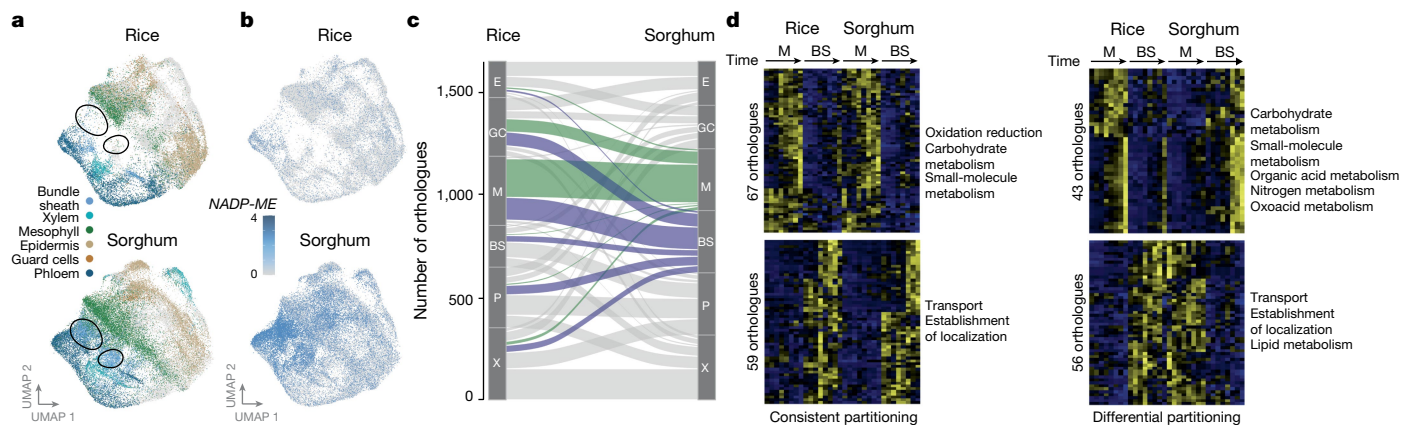 a
Rice
Bundle
sheath
Xylem
Mesophyll
Epidermis
Guard cells
Phloem
Sorghum
UMAP 2
UMAP 1
b
Rice
NADP-ME
4
0
Sorghum
UMAP 1
c
Rice
Sorghum
Number of orthologues
1,500
1,000
500
0
E
GC
M
BS
P
X
E
GC
M
BS
P
X
d
Rice
Sorghum
Time
M
BS
M
BS
67 orthologues
Oxidation reduction
Carbohydrate
metabolism
Small-molecule
metabolism
59 orthologues
Transport
Establishment
of localization
Consistent partitioning
Rice
Sorghum
Time
M
BS
M
BS
43 orthologues
Carbohydrate
metabolism
Small-molecule
metabolism
Organic acid metabolism
Nitrogen metabolism
Oxoacid metabolism
56 orthologues
Transport
Establishment
of localization
Lipid metabolism
Differential partitioning
UMAP 2